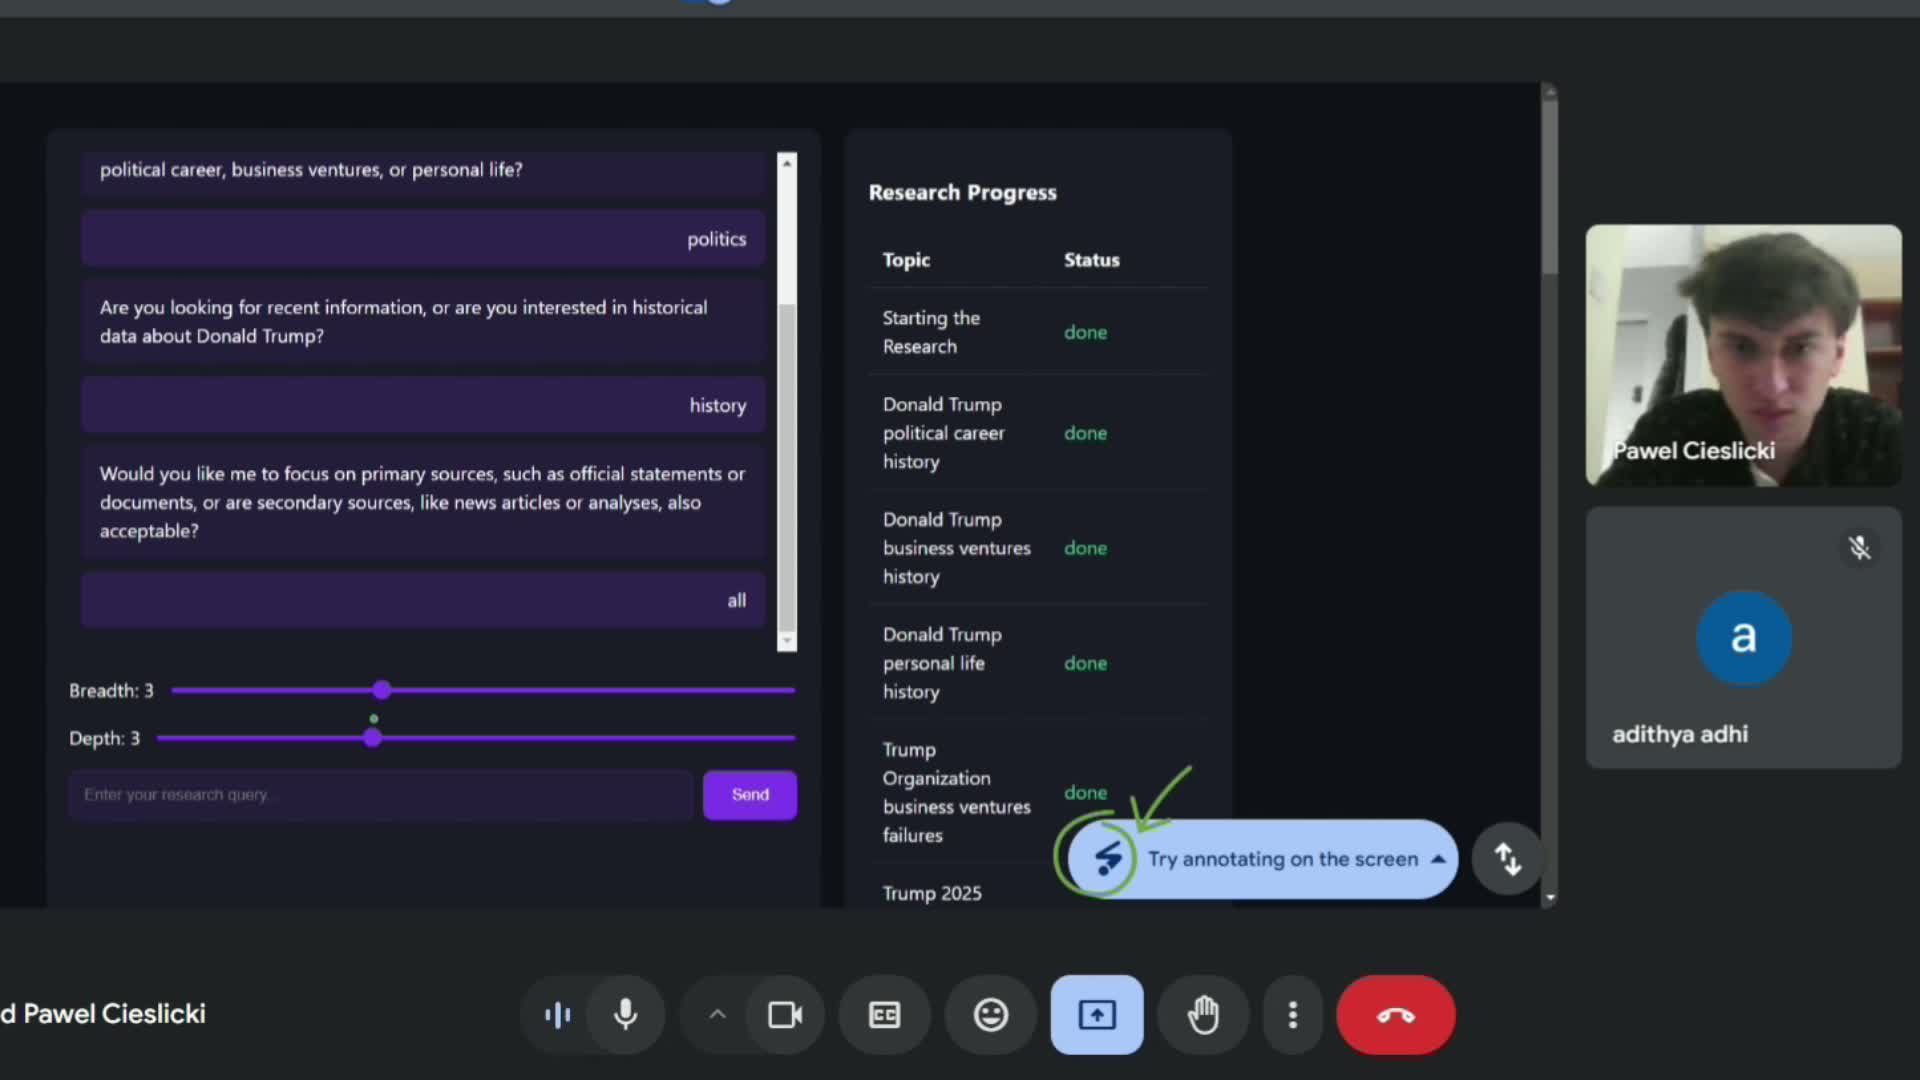 political career, business ventures, or personal life?
politics
Are you looking for recent information, or are you interested in historical
data about Donald Trump?
history
Would you like me to focus on primary sources, such as official statements or
documents, or are secondary sources, like news articles or analyses, also
acceptable?
all
Breadth: 3
Depth: 3
Enter your research query...
Send
Research Progress
Topic Status
Starting the
Research
done
Donald Trump
political career
history
done
Donald Trump
business ventures
history
done
Donald Trump
personal life
history
done
Trump
Organization
business ventures
failures
done
Trump 2025
Try annotating on the screen
Pawel Cieslicki
a
adithya adhi
d Pawel Cieslicki
CC